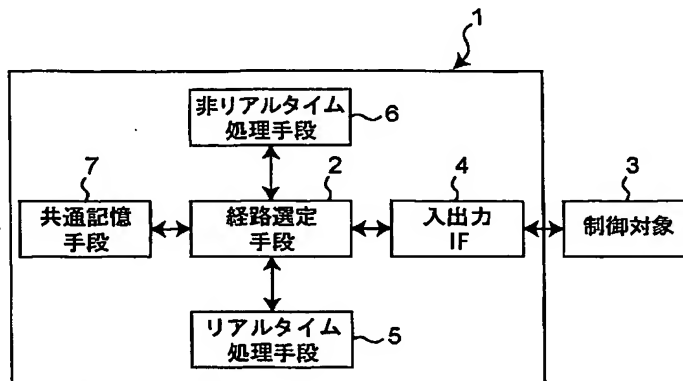 1
非リアルタイム
処理手段
6
7
2
4
3
共通記憶
手段
経路選定
手段
入出力
IF
制御対象
リアルタイム
処理手段
5